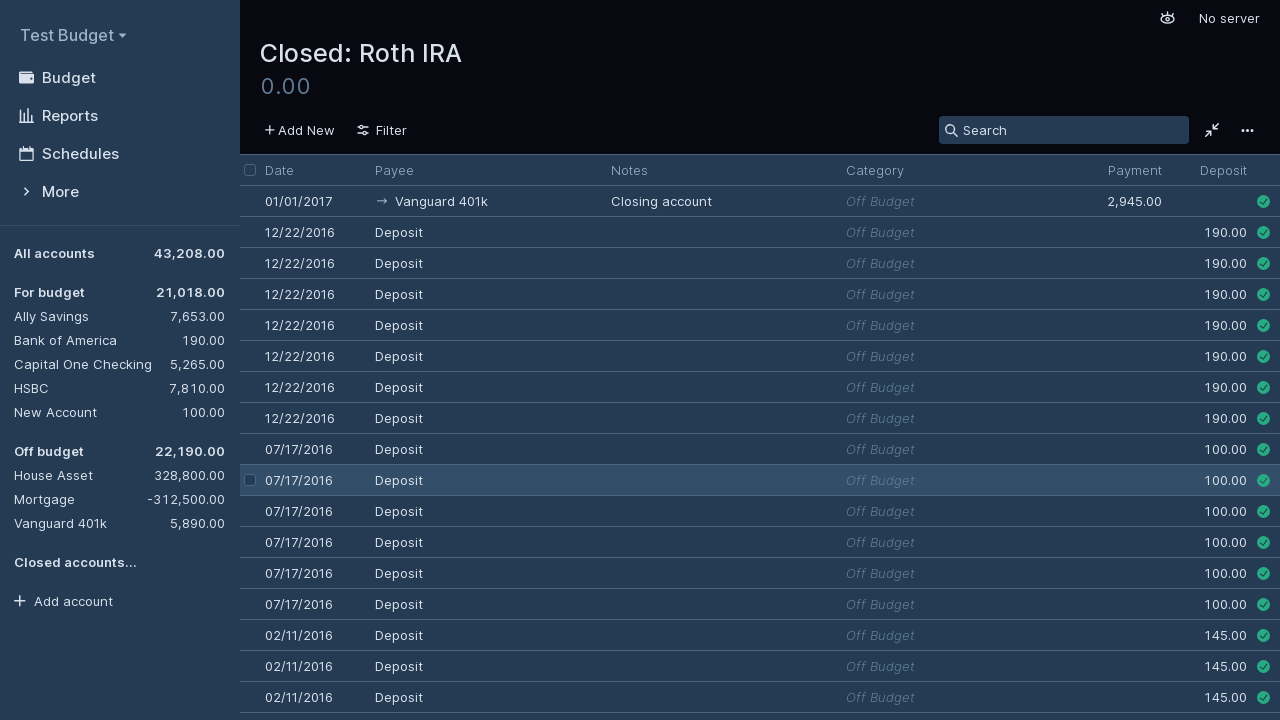 Test Budget
Budget
Reports
Schedules
More
All accounts 43,208.00
For budget 21,018.00
Ally Savings 7,653.00
Bank of America 190.00
Capital One Checking 5,265.00
HSBC 7,810.00
New Account 100.00
Off budget 22,190.00
House Asset 328,800.00
Mortgage -312,500.00
Vanguard 401k 5,890.00
Closed accounts...
Add account
No server
Closed: Roth IRA
0.00
Add New Filter Search
Date Payee Notes Category Payment Deposit
01/01/2017 → Vanguard 401k Closing account Off Budget 2,945.00
12/22/2016 Deposit Off Budget 190.00
12/22/2016 Deposit Off Budget 190.00
12/22/2016 Deposit Off Budget 190.00
12/22/2016 Deposit Off Budget 190.00
12/22/2016 Deposit Off Budget 190.00
12/22/2016 Deposit Off Budget 190.00
12/22/2016 Deposit Off Budget 190.00
07/17/2016 Deposit Off Budget 100.00
07/17/2016 Deposit Off Budget 100.00
07/17/2016 Deposit Off Budget 100.00
07/17/2016 Deposit Off Budget 100.00
07/17/2016 Deposit Off Budget 100.00
07/17/2016 Deposit Off Budget 100.00
02/11/2016 Deposit Off Budget 145.00
02/11/2016 Deposit Off Budget 145.00
02/11/2016 Deposit Off Budget 145.00